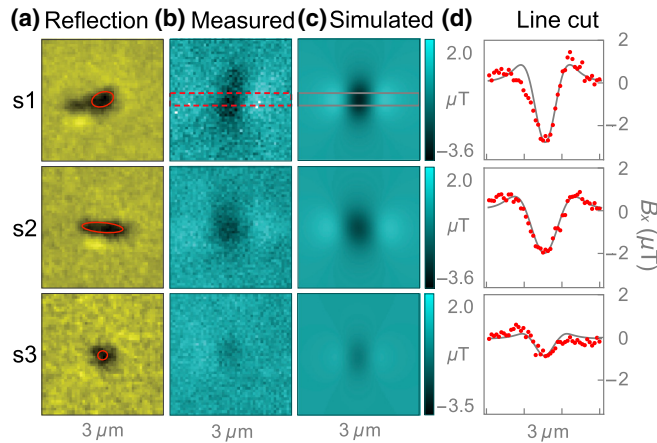 (a) Reflection (b) Measured (c) Simulated (d) Line cut
s1
2.0
μT
−3.6
2
0
−2
s2
2.0
μT
−3.6
2
0
−2
Bx (μT)
s3
2.0
μT
−3.5
2
0
−2
3 μm 3 μm 3 μm 3 μm